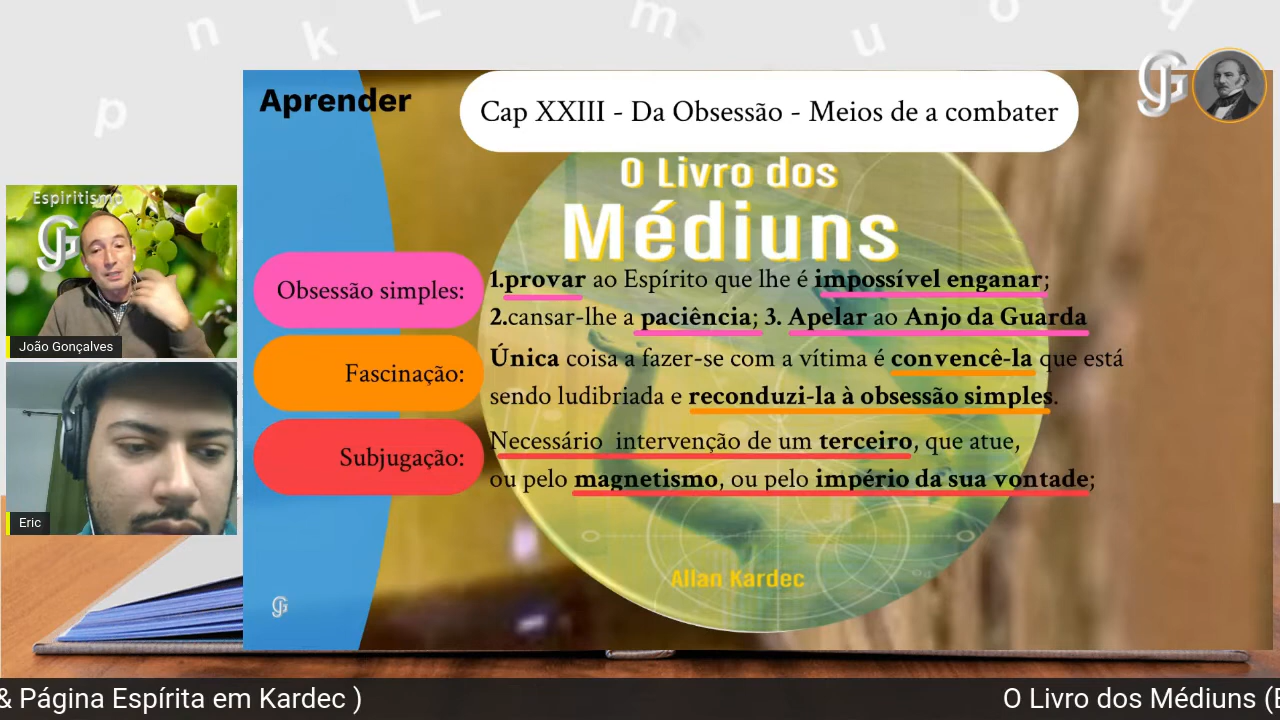 Aprender
Cap XXIII - Da Obsessão - Meios de a combater
O Livro dos
Médiuns
Obsessão simples:
1.provar ao Espírito que lhe é impossível enganar;
2.cansar-lhe a paciência; 3. Apelar ao Anjo da Guarda
Fascinação:
Única coisa a fazer-se com a vítima é convencê-la que está
sendo ludibriada e reconduzi-la à obsessão simples.
Subjugação:
Necessário intervenção de um terceiro, que atue,
ou pelo magnetismo, ou pelo império da sua vontade;
Allan Kardec
Espiritismo
João Gonçalves
Eric
& Página Espírita em Kardec )
O Livro dos Médiuns (